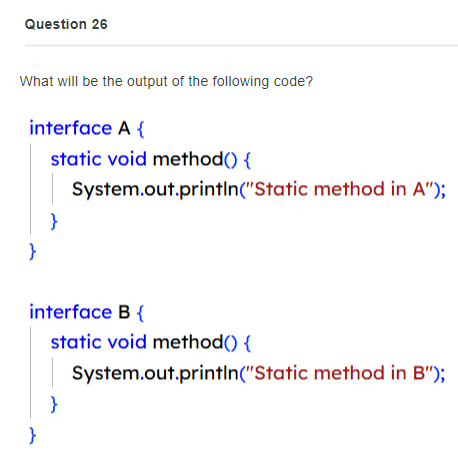 Question 26
What will be the output of the following code?
interface A {
static void method() {
System.out.println("Static method in A");
}
}
interface B {
static void method() {
System.out.println("Static method in B");
}
}